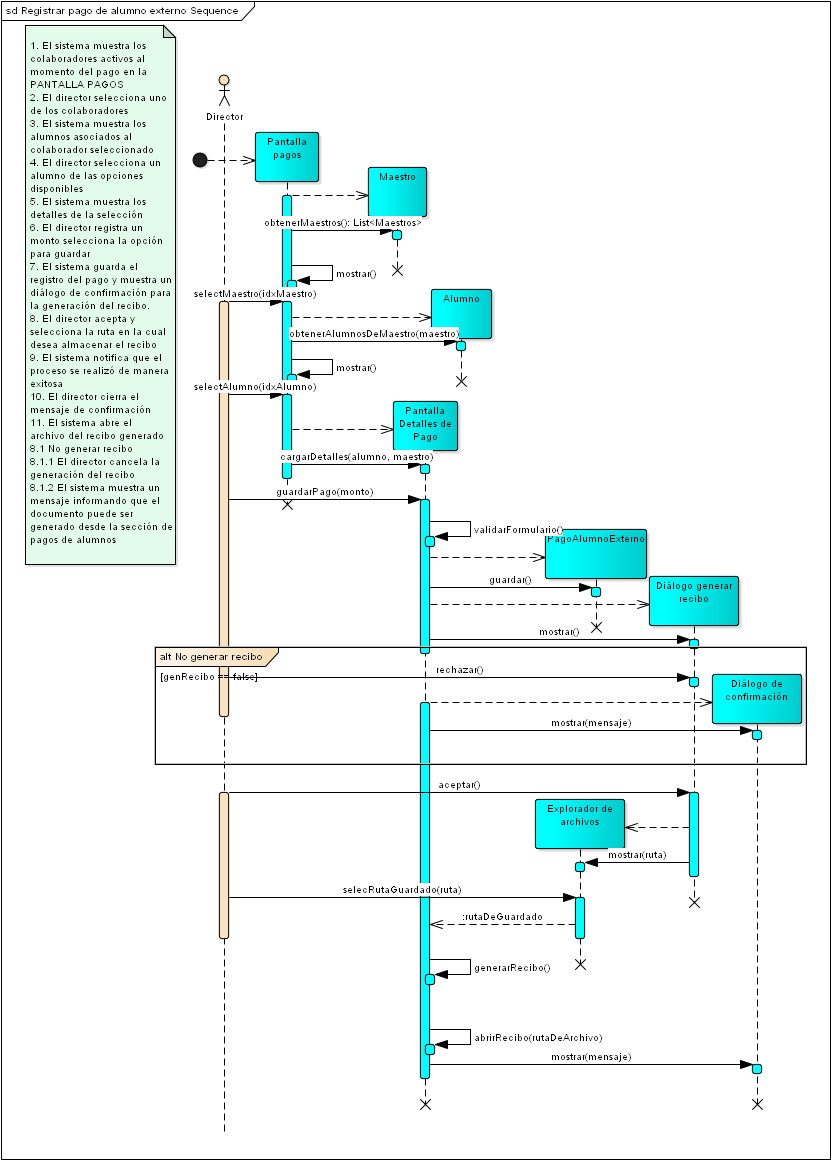 sd Registrar pago de alumno externo Sequence
1. El sistema muestra los
colaboradores activos al
momento del pago en la
PANTALLA PAGOS
2. El director selecciona uno
de los colaboradores
3. El sistema muestra los
alumnos asociados al
colaborador seleccionado
4. El director selecciona un
alumno de las opciones
disponibles
5. El sistema muestra los
detalles de la selección
6. El director registra un
monto selecciona la opción
para guardar
7. El sistema guarda el
registro del pago y muestra un
diálogo de confirmación para
la generación del recibo.
8. El director acepta y
selecciona la ruta en la cual
desea almacenar el recibo
9. El sistema notifica que el
proceso se realizó de manera
exitosa
10. El director cierra el
mensaje de confirmación
11. El sistema abre el
archivo del recibo generado
8.1 No generar recibo
8.1.1 El director cancela la
generación del recibo
8.1.2 El sistema muestra un
mensaje informando que el
documento puede ser
generado desde la sección de
pagos de alumnos
Director
Pantalla
pagos
Maestro
obtenerMaestros(): List<Maestros>
mostrar()
selectMaestro(idxMaestro)
Alumno
obtenerAlumnosDeMaestro(maestro)
mostrar()
selectAlumno(idxAlumno)
Pantalla
Detalles de
Pago
cargarDetalles(alumno, maestro)
guardarPago(monto)
validarFormulario()
PagoAlumnoExterno
guardar()
Diálogo generar
recibo
mostrar()
alt No generar recibo
[genRecibo == false]
rechazar()
Diálogo de
confirmación
mostrar(mensaje)
aceptar()
Explorador de
archivos
mostrar(ruta)
selecRutaGuardado(ruta)
:rutaDeGuardado
generarRecibo()
abrirRecibo(rutaDeArchivo)
mostrar(mensaje)